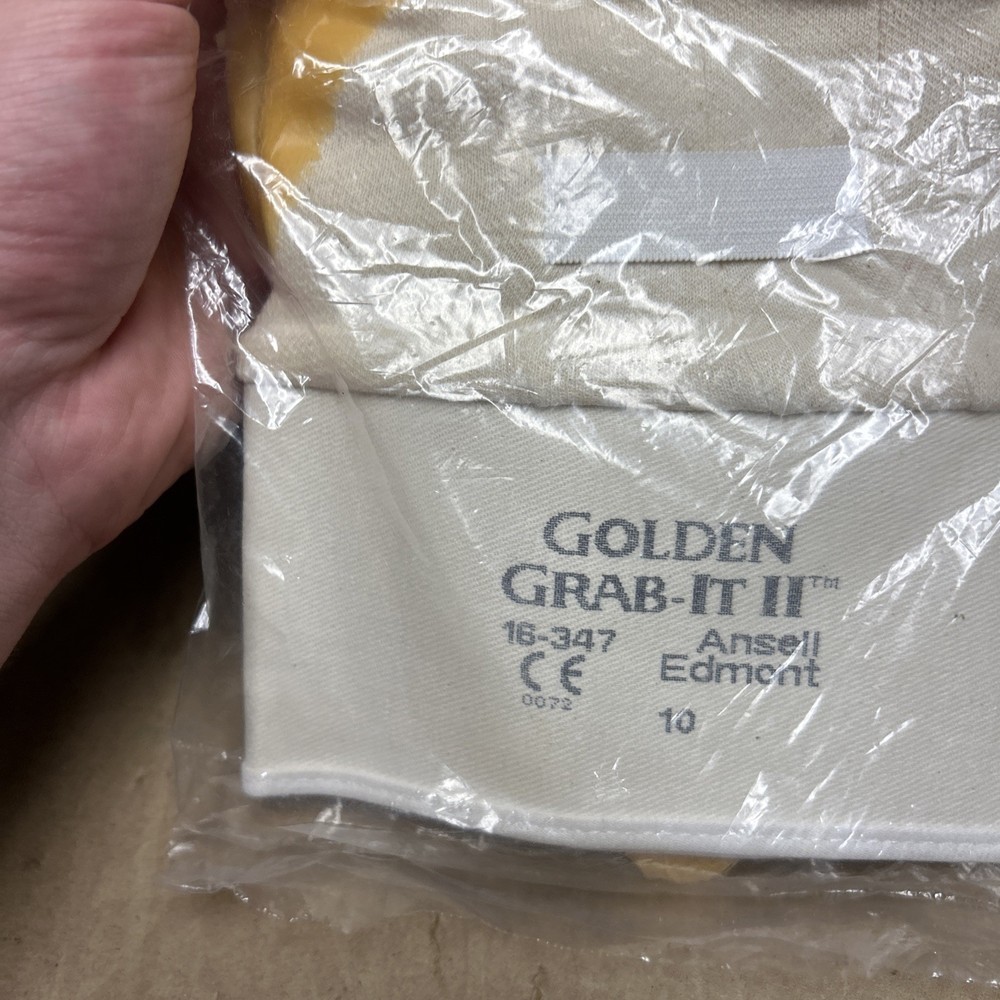 GOLDEN
GRAB-IT II™
16-347
Ansell
Edmont
CE
0072
10